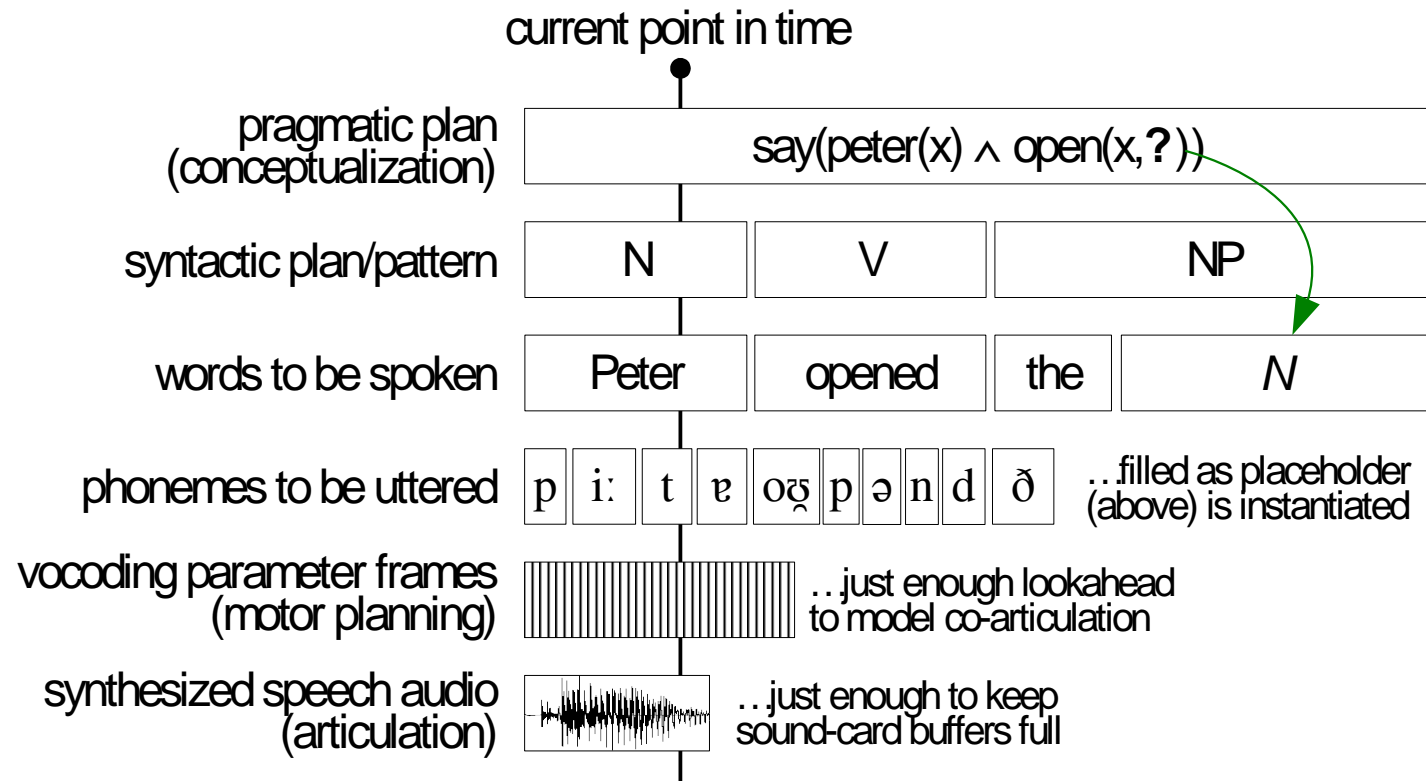 current point in time
pragmatic plan
(conceptualization)
say(peter(x) ∧ open(x,?))
syntactic plan/pattern
N V NP
words to be spoken
Peter opened the N
phonemes to be uttered
p iː t ɐ oʊ̯ p ə n d ð
…filled as placeholder
(above) is instantiated
vocoding parameter frames
(motor planning)
…just enough lookahead
to model co-articulation
synthesized speech audio
(articulation)
…just enough to keep
sound-card buffers full